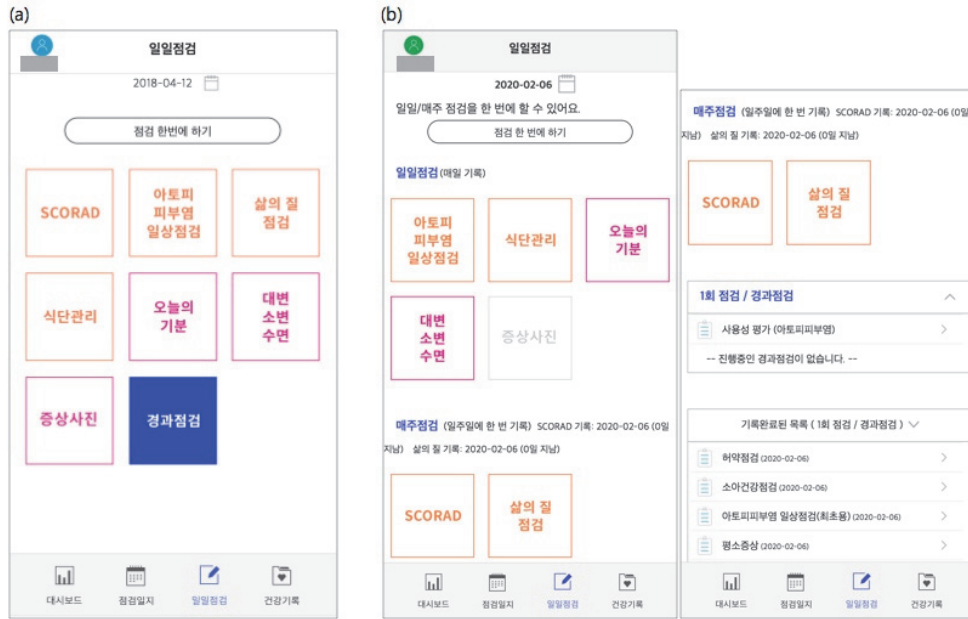 (a)
일일점검
2018-04-12
점검 한번에 하기
SCORAD
아토피
피부염
일상점검
삶의 질
점검
식단관리
오늘의
기분
대변
소변
수면
증상사진
경과점검
대시보드
점검일지
일일점검
건강기록
(b)
일일점검
2020-02-06
일일/매주 점검을 한 번에 할 수 있어요.
점검 한 번에 하기
일일점검(매일 기록)
아토피
피부염
일상점검
식단관리
오늘의
기분
대변
소변
수면
증상사진
매주점검 (일주일에 한 번 기록) SCORAD 기록: 2020-02-06 (0일
지남) 삶의 질 기록: 2020-02-06 (0일 지남)
SCORAD
삶의 질
점검
대시보드
점검일지
일일점검
건강기록
매주점검 (일주일에 한 번 기록) SCORAD 기록: 2020-02-06 (0일
지남) 삶의 질 기록: 2020-02-06 (0일 지남)
SCORAD
삶의 질
점검
1회 점검 / 경과점검
사용성 평가 (아토피피부염)
-- 진행중인 경과점검이 없습니다. --
기록완료된 목록 ( 1회 점검 / 경과점검 )
허약점검 (2020-02-06)
소아건강점검 (2020-02-06)
아토피피부염 일상점검(최초용) (2020-02-06)
평소증상 (2020-02-06)
대시보드
점검일지
일일점검
건강기록